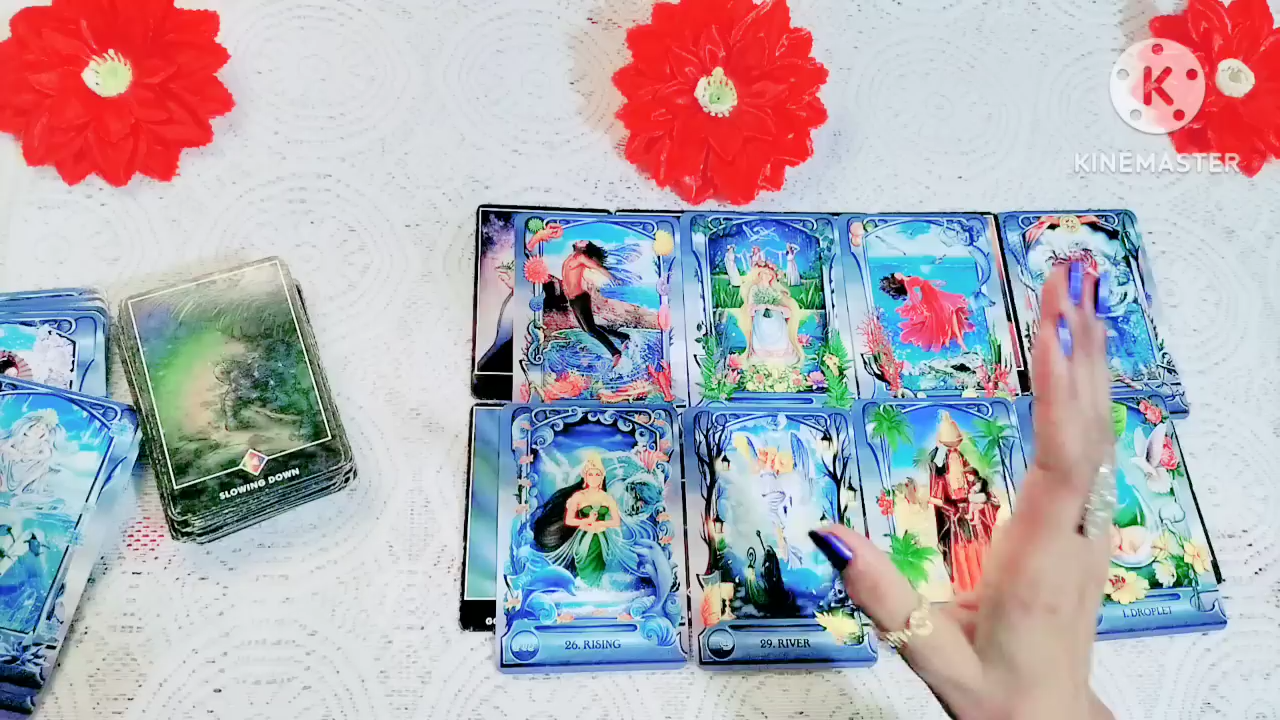 K
KINEMASTER
SLOWING DOWN
26. RISING
29. RIVER
1. DROPLET